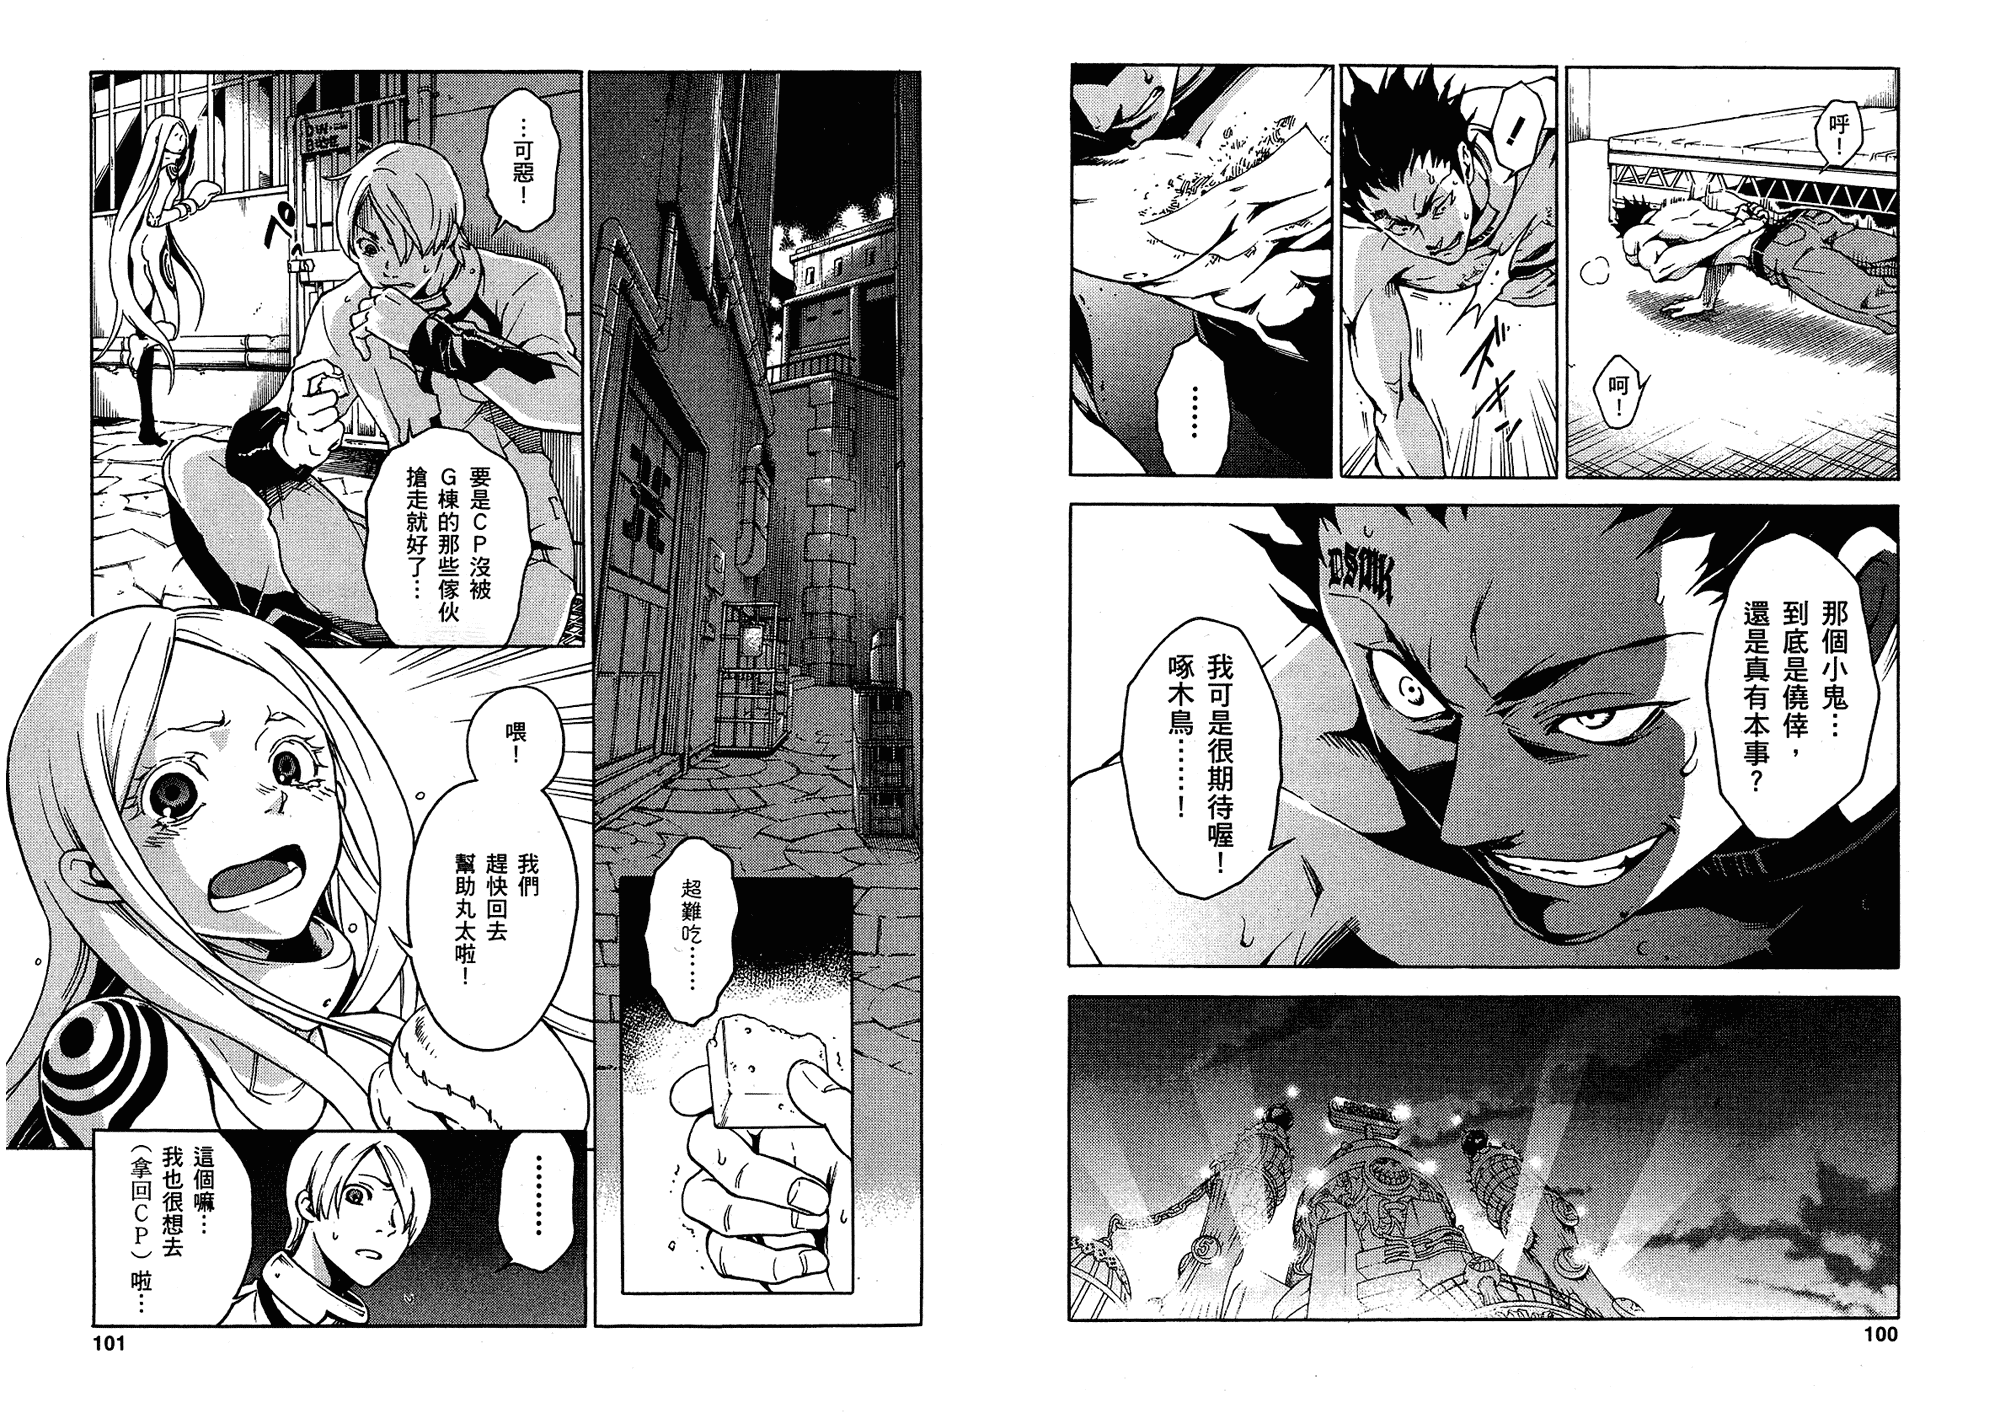 呼！
呵！
！
ズキン
……
那個小鬼…
到底是僥倖，
還是真有本事？
我可是很期待喔！
啄木鳥……！
100
超難吃……
…可惡！
要是CP沒被
G棟的那些傢伙
搶走就好了…
喂！
我們
趕快回去
幫助丸太啦！
………
這個嘛…
我也很想去
（拿回CP）啦…
101